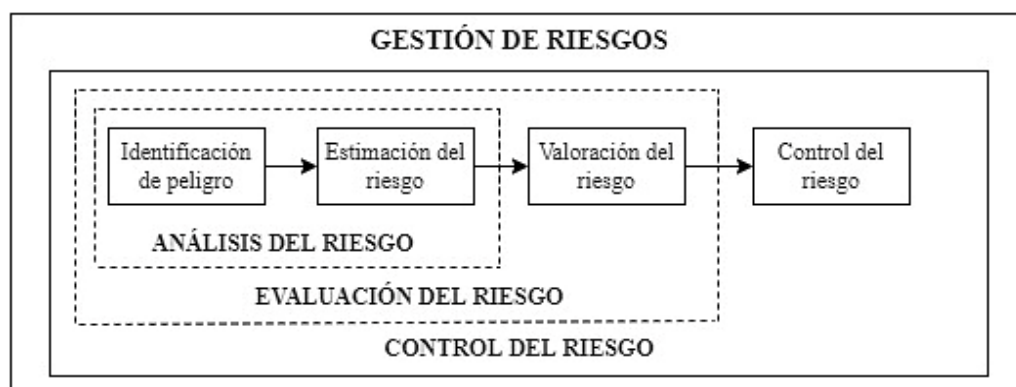 GESTIÓN DE RIESGOS
Identificación
de peligro
Estimación del
riesgo
Valoración del
riesgo
Control del
riesgo
ANÁLISIS DEL RIESGO
EVALUACIÓN DEL RIESGO
CONTROL DEL RIESGO